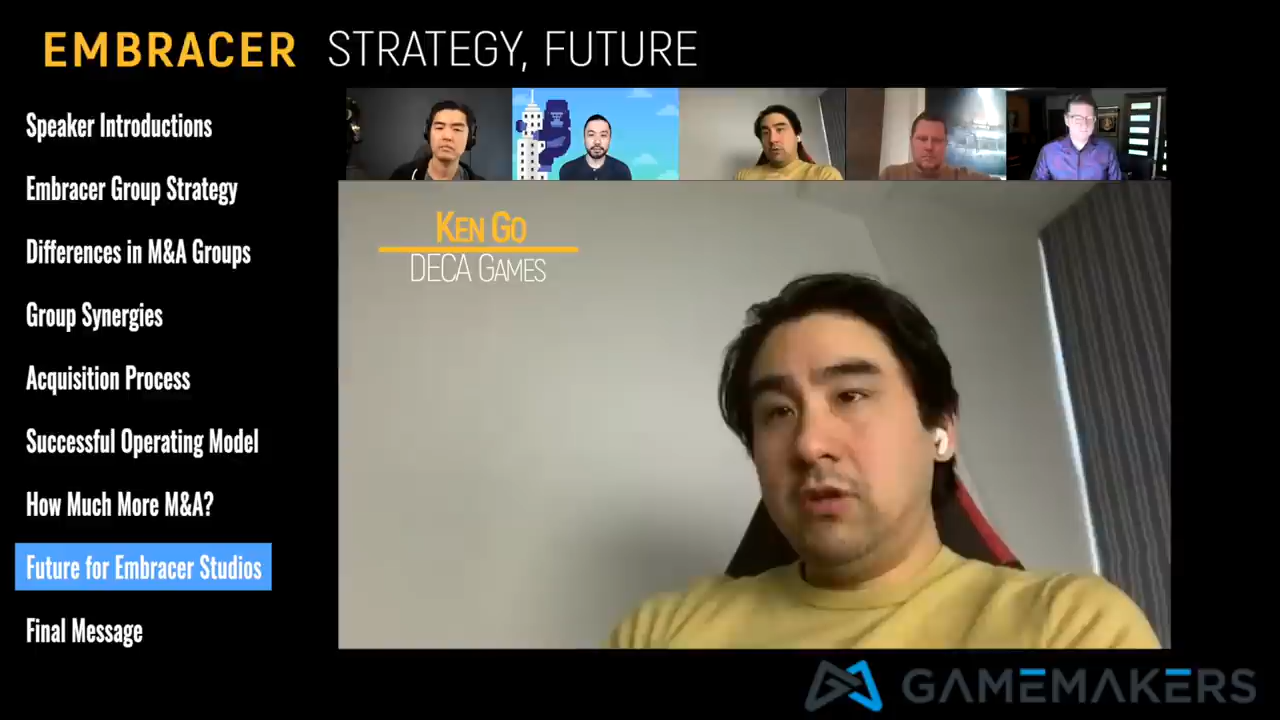 EMBRACER STRATEGY, FUTURE
Speaker Introductions
Embracer Group Strategy
Differences in M&A Groups
Group Synergies
Acquisition Process
Successful Operating Model
How Much More M&A?
Future for Embracer Studios
Final Message
KEN GO
DECA GAMES
GAMEMAKERS